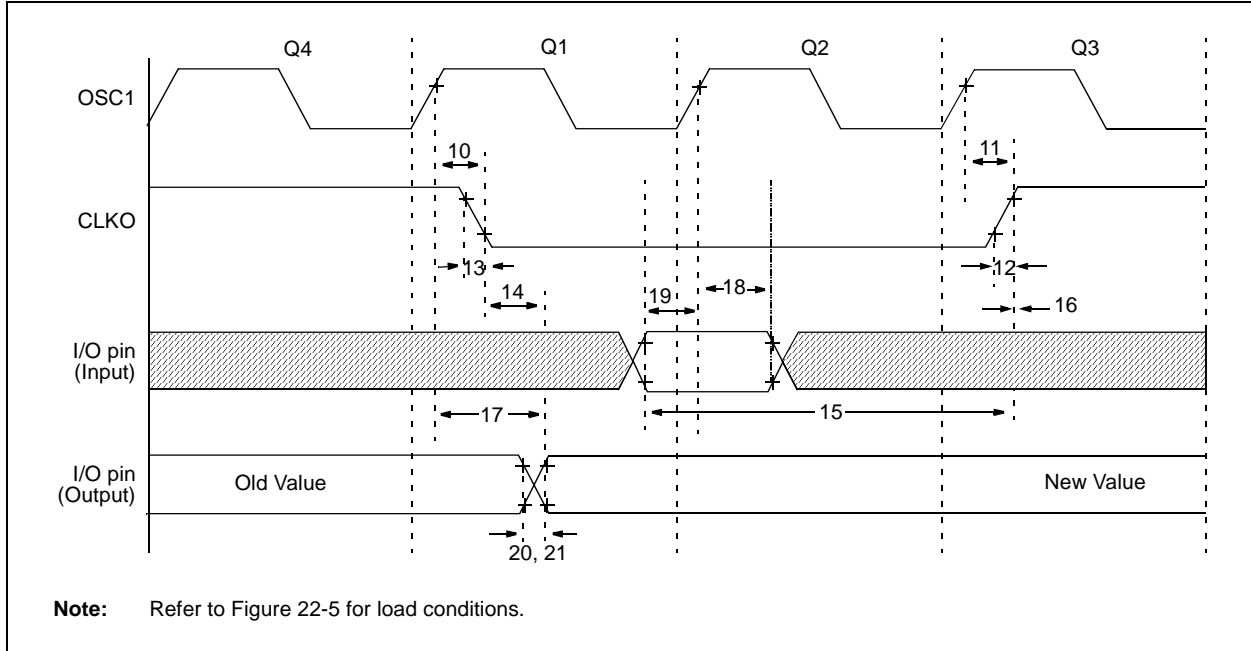 Q4 Q1 Q2 Q3
OSC1
10 11
CLKO
13 12
14 19 18 16
I/O pin
(Input)
17 15
I/O pin
(Output)
Old Value New Value
20, 21
Note: Refer to Figure 22-5 for load conditions.